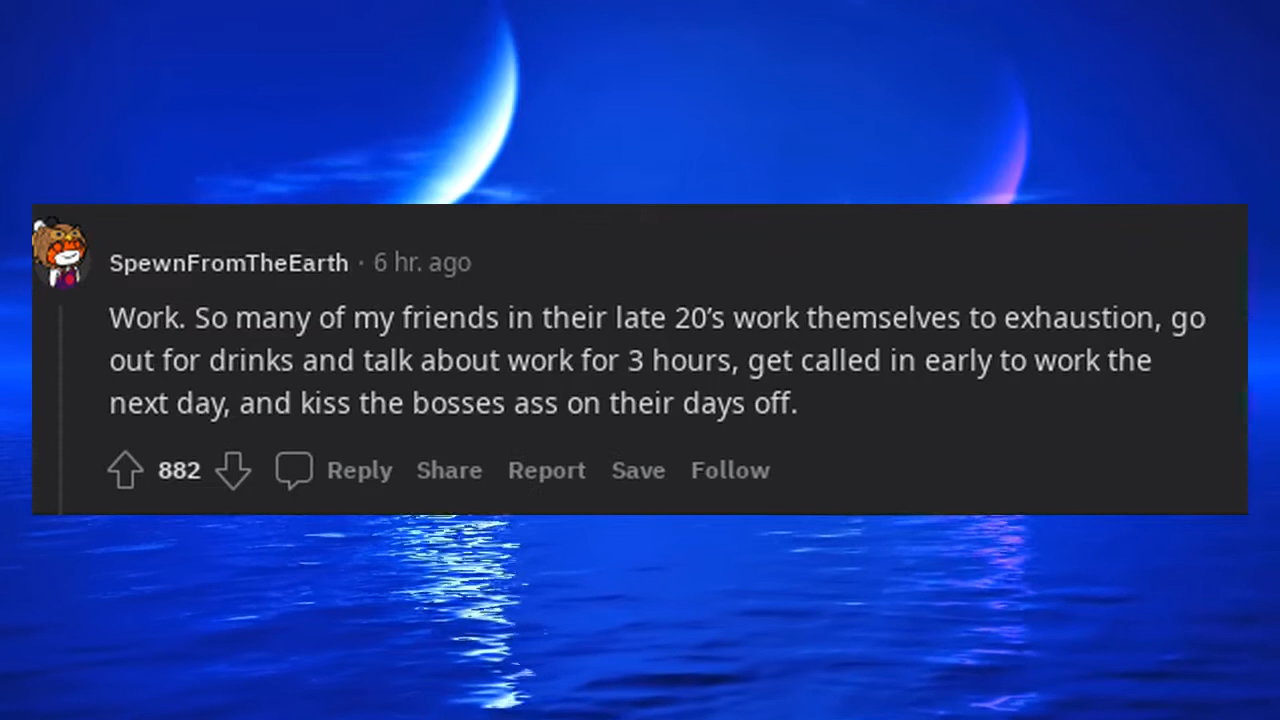 SpewnFromTheEarth · 6 hr. ago
Work. So many of my friends in their late 20’s work themselves to exhaustion, go
out for drinks and talk about work for 3 hours, get called in early to work the
next day, and kiss the bosses ass on their days off.
882 Reply Share Report Save Follow